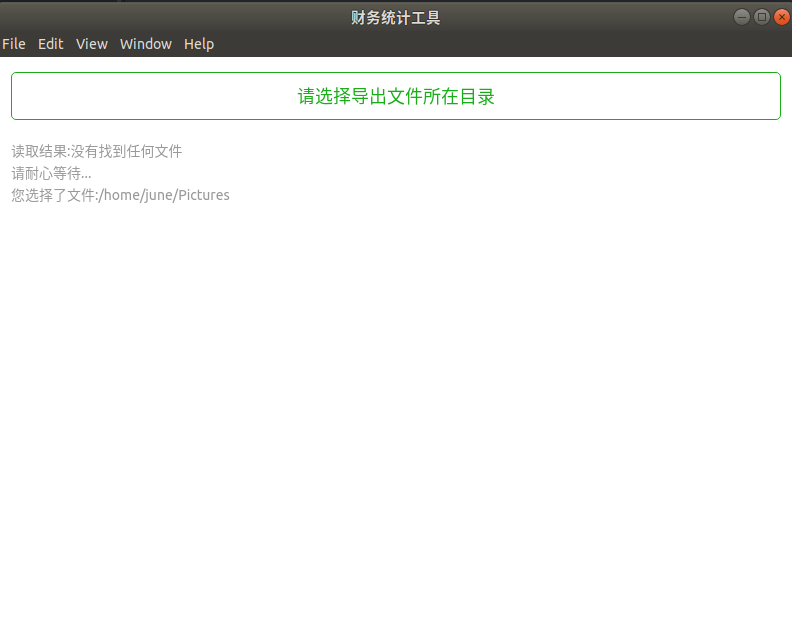 财务统计工具
File Edit View Window Help
请选择导出文件所在目录
读取结果:没有找到任何文件
请耐心等待...
您选择了文件:/home/june/Pictures